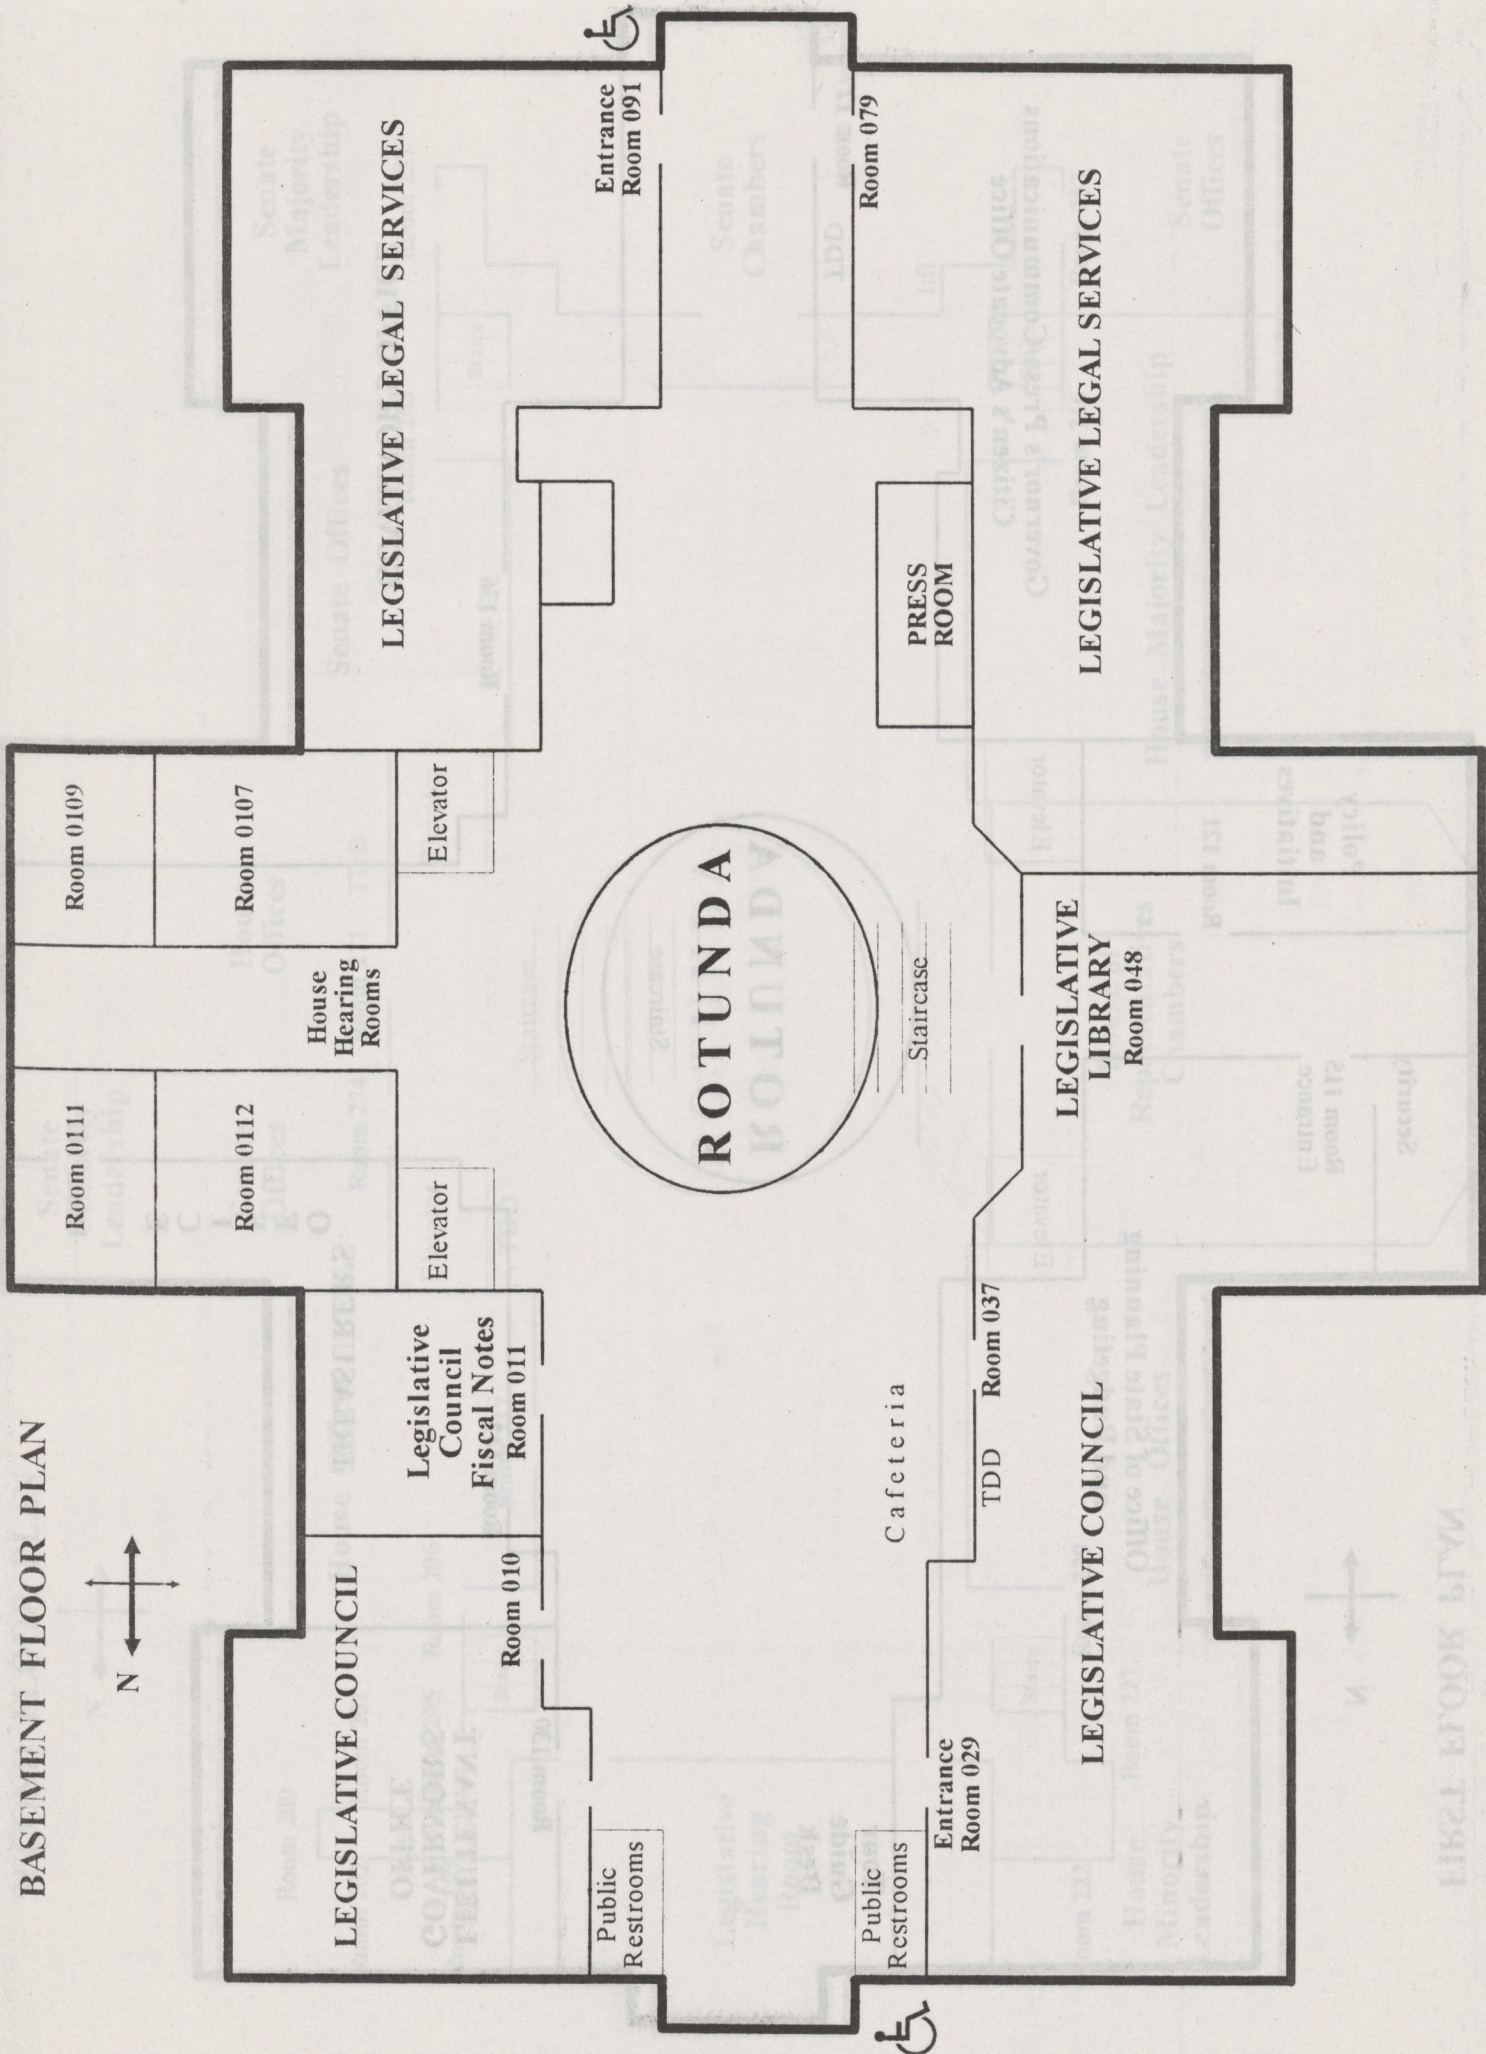 BASEMENT FLOOR PLAN
N
Room 0111
Room 0109
Room 0112
Room 0107
House
Hearing
Rooms
Elevator
Elevator
LEGISLATIVE COUNCIL
Room 010
Legislative
Council
Fiscal Notes
Room 011
LEGISLATIVE LEGAL SERVICES
Entrance
Room 091
Public
Restrooms
ROTUNDA
Staircase
Cafeteria
PRESS
ROOM
Room 079
Public
Restrooms
Entrance
Room 029
TDD
Room 037
LEGISLATIVE COUNCIL
LEGISLATIVE
LIBRARY
Room 048
LEGISLATIVE LEGAL SERVICES